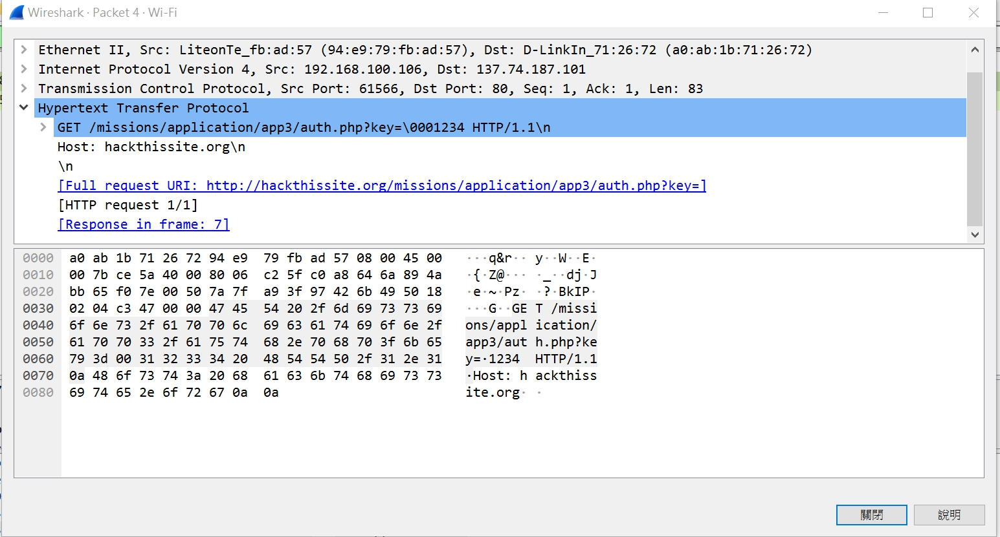 Wireshark · Packet 4 · Wi-Fi
Ethernet II, Src: LiteonTe_fb:ad:57 (94:e9:79:fb:ad:57), Dst: D-LinkIn_71:26:72 (a0:ab:1b:71:26:72)
Internet Protocol Version 4, Src: 192.168.100.106, Dst: 137.74.187.101
Transmission Control Protocol, Src Port: 61566, Dst Port: 80, Seq: 1, Ack: 1, Len: 83
Hypertext Transfer Protocol
GET /missions/application/app3/auth.php?key=\0001234 HTTP/1.1\n
Host: hackthissite.org\n
\n
[Full request URI: http://hackthissite.org/missions/application/app3/auth.php?key=]
[HTTP request 1/1]
[Response in frame: 7]
0000 a0 ab 1b 71 26 72 94 e9 79 fb ad 57 08 00 45 00 ···q&r·· y··W··E·
0010 00 7b ce 5a 40 00 80 06 c2 5f c0 a8 64 6a 89 4a ·{·Z@··· ·_··dj·J
0020 bb 65 f0 7e 00 50 7a 7f a9 3f 97 42 6b 49 50 18 ·e·~·Pz· ·?·BkIP·
0030 02 04 c3 47 00 00 47 45 54 20 2f 6d 69 73 73 69 ···G··GE T /missi
0040 6f 6e 73 2f 61 70 70 6c 69 63 61 74 69 6f 6e 2f ons/appl ication/
0050 61 70 70 33 2f 61 75 74 68 2e 70 68 70 3f 6b 65 app3/aut h.php?ke
0060 79 3d 00 31 32 33 34 20 48 54 54 50 2f 31 2e 31 y=·1234 HTTP/1.1
0070 0a 48 6f 73 74 3a 20 68 61 63 6b 74 68 69 73 73 ·Host: h ackthiss
0080 69 74 65 2e 6f 72 67 0a 0a ite.org· ·
關閉
說明